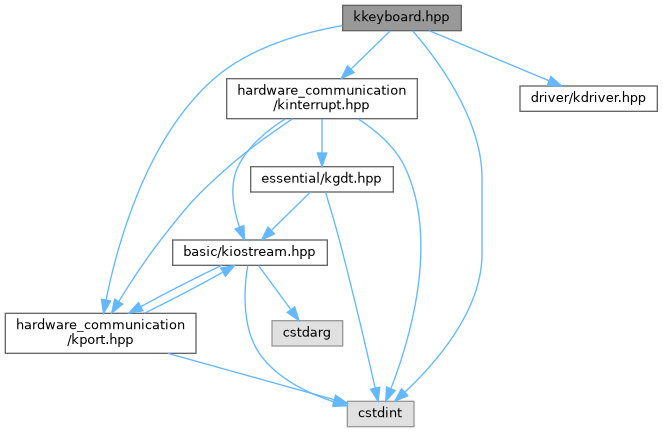 kkeyboard.hpp
hardware_communication
/kinterrupt.hpp
driver/kdriver.hpp
essential/kgdt.hpp
basic/kiostream.hpp
hardware_communication
/kport.hpp
cstdarg
cstdint